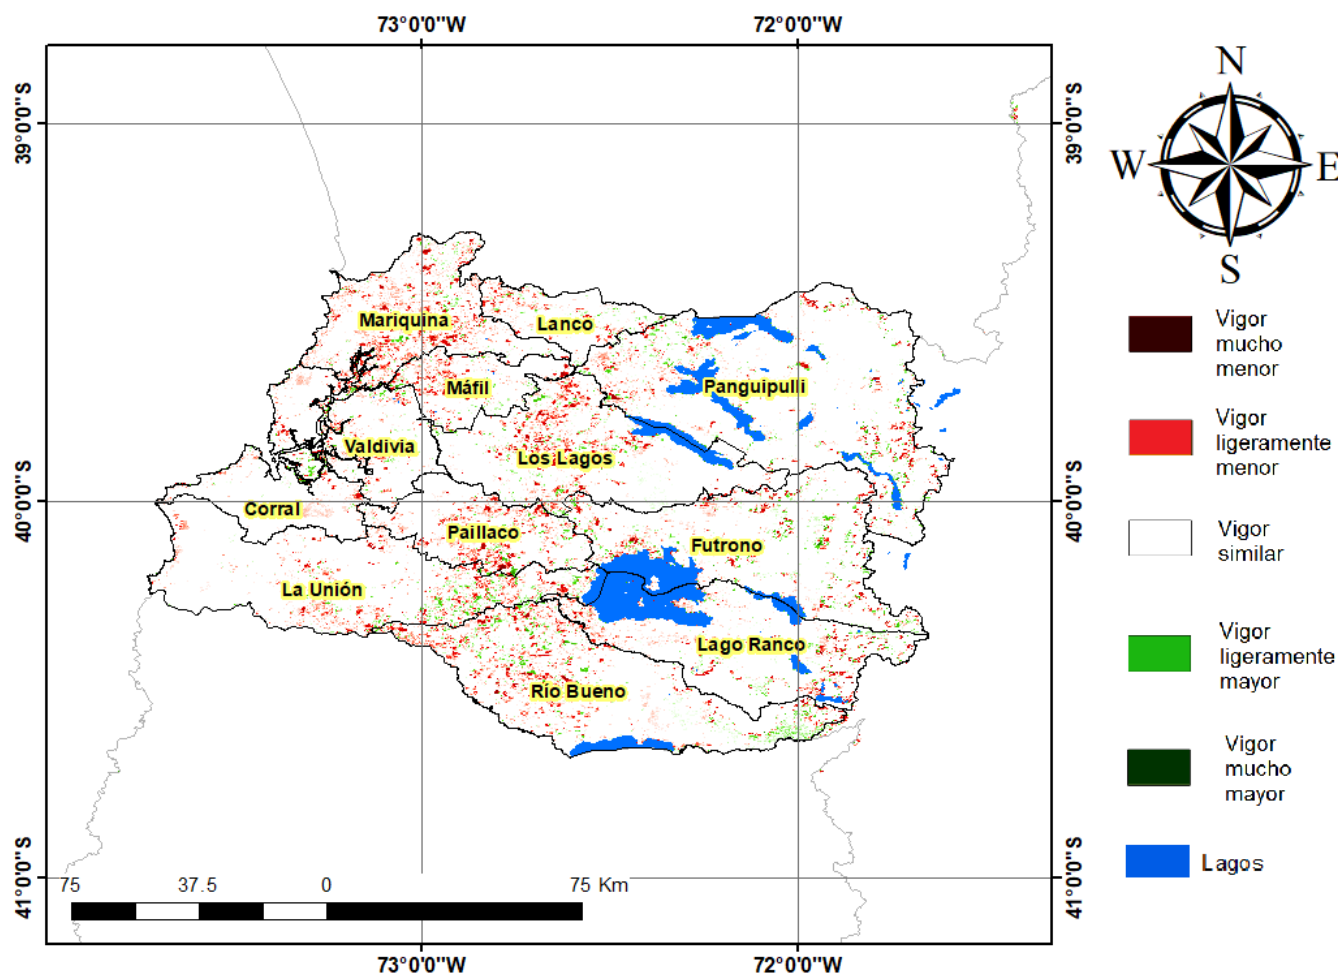 73°0'0"W
72°0'0"W
39°0'0"S
39°0'0"S
40°0'0"S
40°0'0"S
41°0'0"S
41°0'0"S
73°0'0"W
72°0'0"W
Mariquina
Lanco
Máfil
Panguipulli
Valdivia
Los Lagos
Corral
Paillaco
Futrono
La Unión
Lago Ranco
Río Bueno
75
37.5
0
75 Km
N
W
E
S
Vigor
mucho
menor
Vigor
ligeramente
menor
Vigor
similar
Vigor
ligeramente
mayor
Vigor
mucho
mayor
Lagos